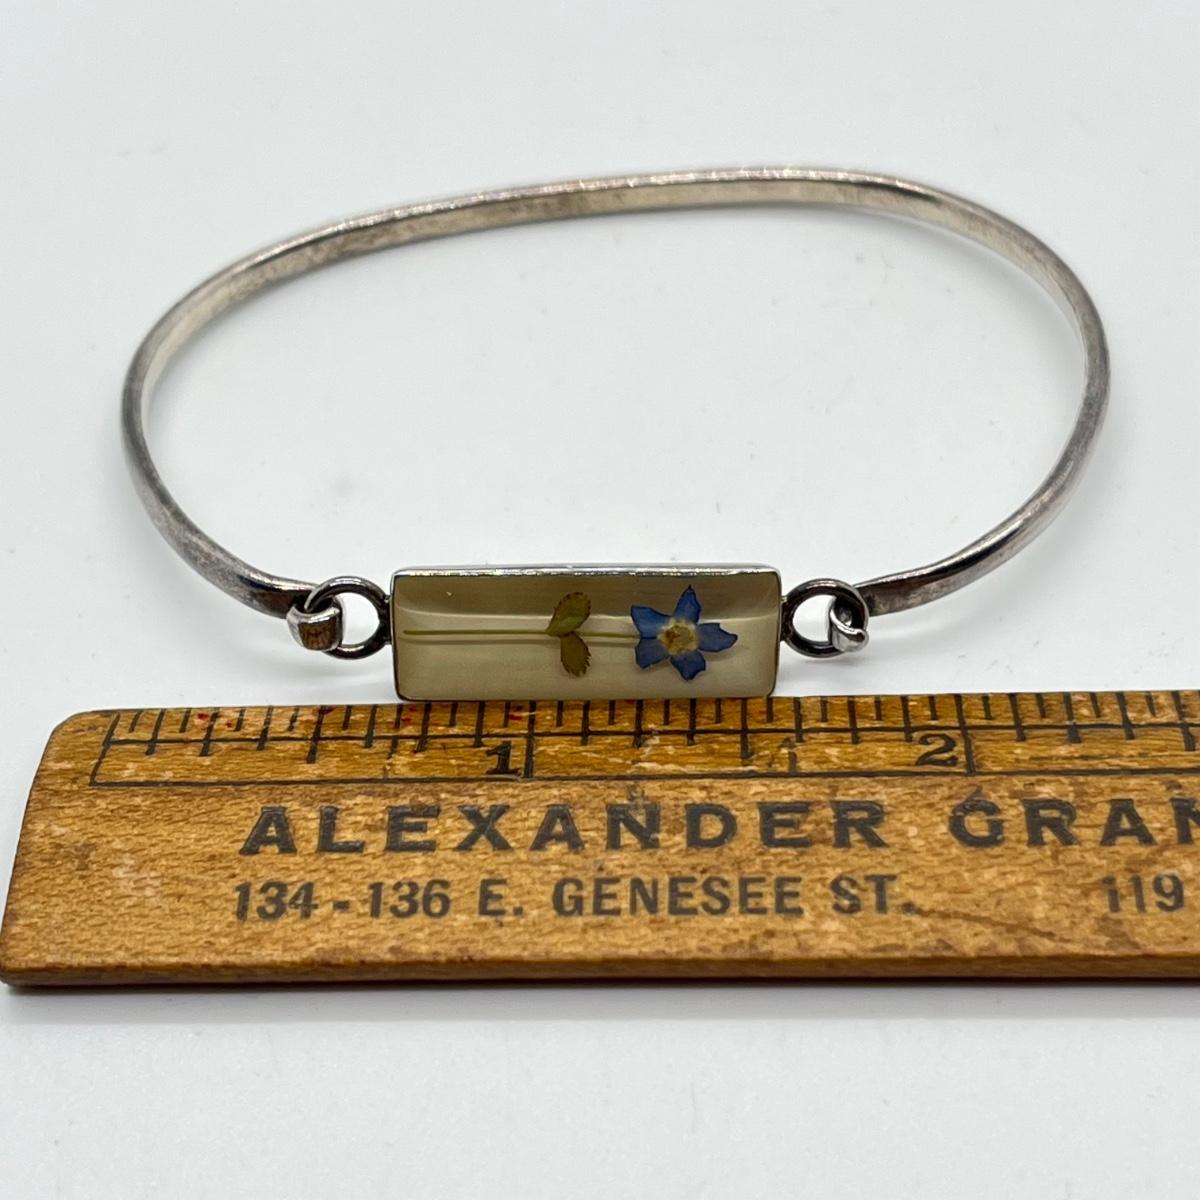 1 2
ALEXANDER GRAN
134-136 E. GENESEE ST. 119